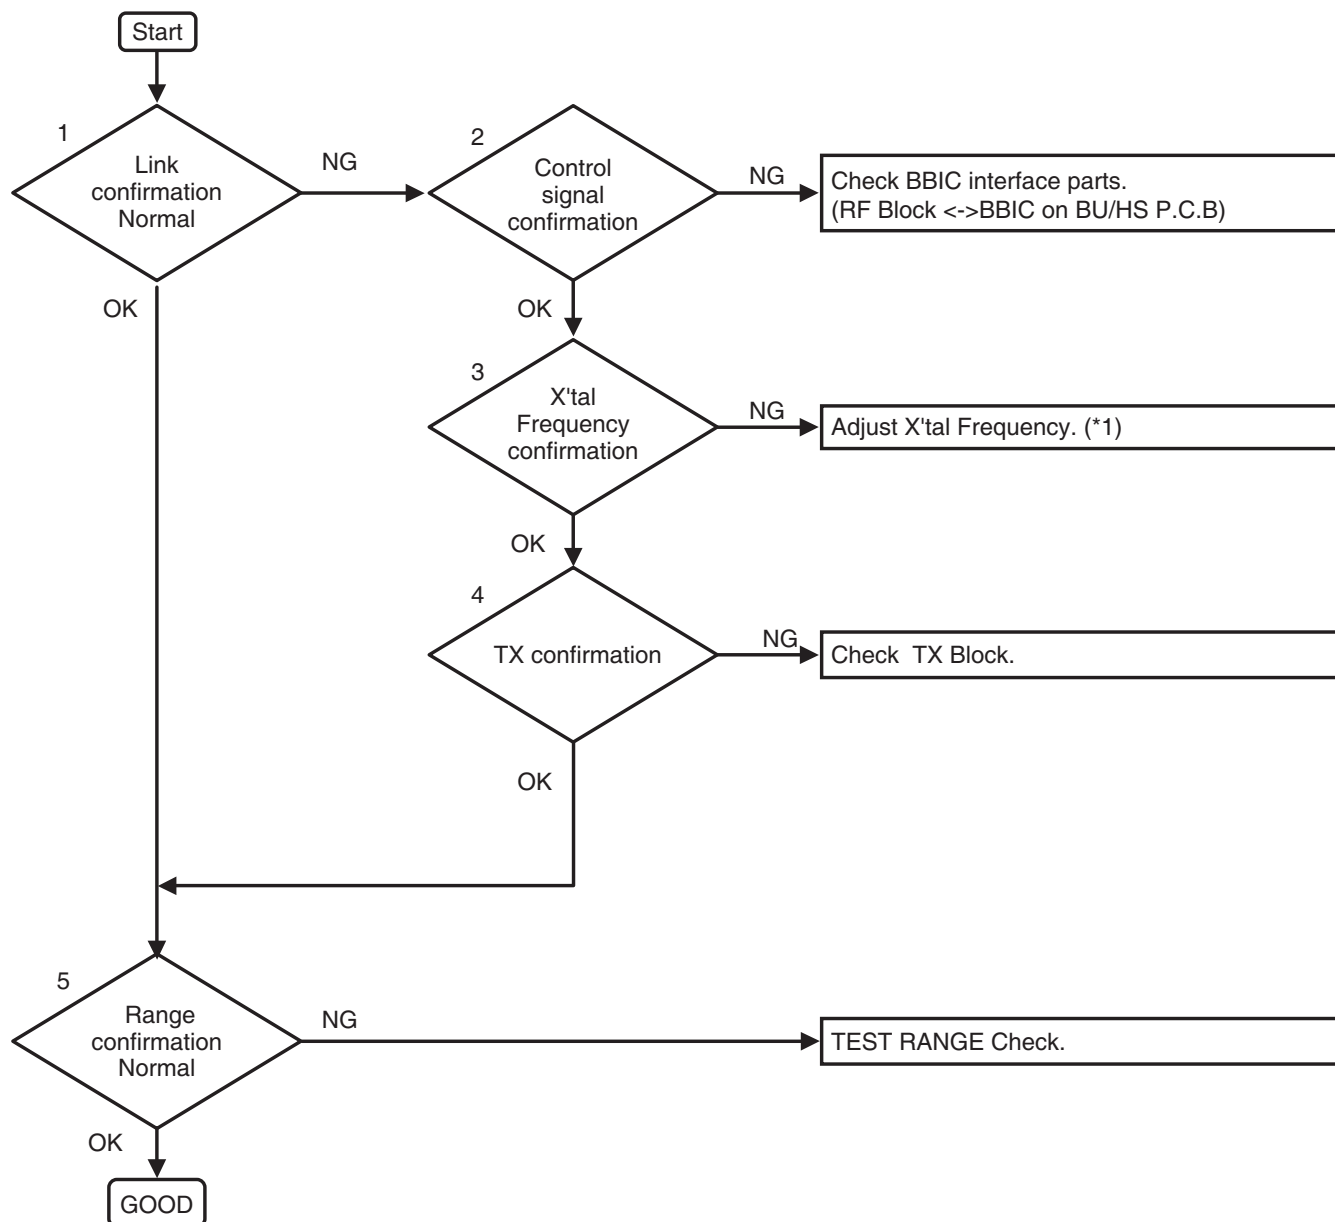 Start
1
Link
confirmation
Normal
NG
2
Control
signal
confirmation
NG
Check BBIC interface parts.
(RF Block <->BBIC on BU/HS P.C.B)
OK
OK
3
X'tal
Frequency
confirmation
NG
Adjust X'tal Frequency. (*1)
OK
4
TX confirmation
NG
Check  TX Block.
OK
5
Range
confirmation
Normal
NG
TEST RANGE Check.
OK
GOOD